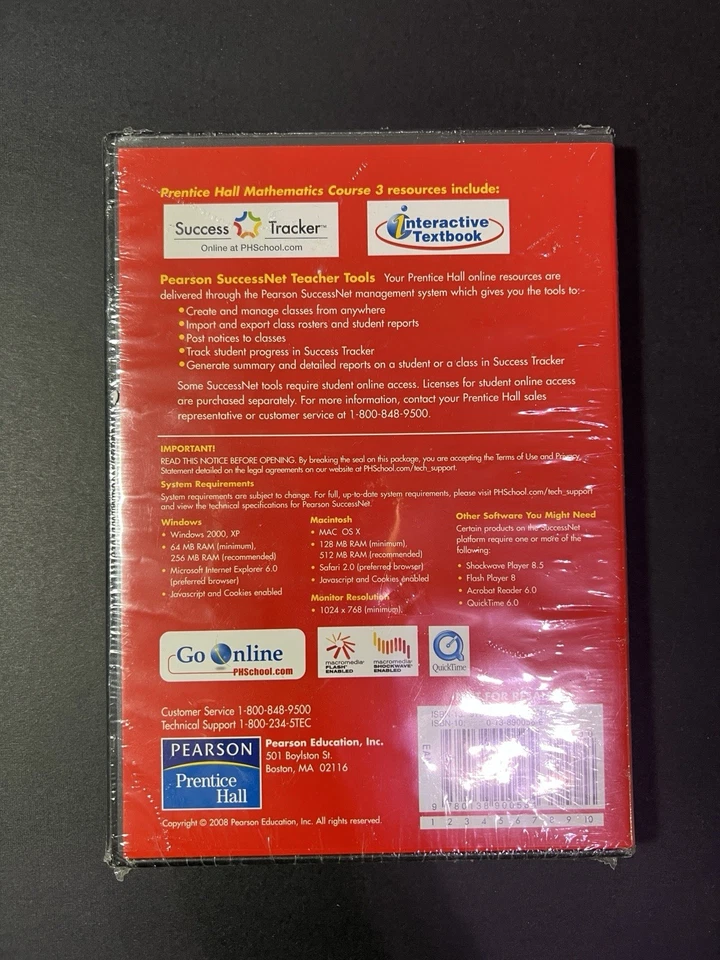 Prentice Hall Mathematics Course 3 resources include:
Success Tracker™
Online at PHSchool.com
interactive
Textbook
Pearson SuccessNet Teacher Tools Your Prentice Hall online resources are
delivered through the Pearson SuccessNet management system which gives you the tools to:
•Create and manage classes from anywhere
•Import and export class rosters and student reports
•Post notices to classes
•Track student progress in Success Tracker
•Generate summary and detailed reports on a student or a class in Success Tracker
Some SuccessNet tools require student online access. Licenses for student online access
are purchased separately. For more information, contact your Prentice Hall sales
representative or customer service at 1-800-848-9500.
IMPORTANT!
READ THIS NOTICE BEFORE OPENING. By breaking the seal on this package, you are accepting the Terms of Use and Privacy
Statement detailed on the legal agreements on our website at PHSchool.com/tech_support.
System Requirements
System requirements are subject to change. For full, up-to-date system requirements, please visit PHSchool.com/tech_support
and view the technical specifications for Pearson SuccessNet.
Windows
• Windows 2000, XP
• 64 MB RAM (minimum),
256 MB RAM (recommended)
• Microsoft Internet Explorer 6.0
(preferred browser)
• Javascript and Cookies enabled
Macintosh
• MAC OS X
• 128 MB RAM (minimum),
512 MB RAM (recommended)
• Safari 2.0 (preferred browser)
• Javascript and Cookies enabled
Monitor Resolution
• 1024 x 768 (minimum)
Other Software You Might Need
Certain products on the SuccessNet
platform require one or more of the
following:
• Shockwave Player 8.5
• Flash Player 8
• Acrobat Reader 6.0
• QuickTime 6.0
Go Online
PHSchool.com
macromedia
FLASH
ENABLED
macromedia
SHOCKWAVE
ENABLED
QuickTime
NOT FOR RESALE
Customer Service 1-800-848-9500
Technical Support 1-800-234-5TEC
PEARSON
Prentice
Hall
Pearson Education, Inc.
501 Boylston St.
Boston, MA 02116
Copyright © 2008 Pearson Education, Inc. All rights reserved.
ISBN-13
ISBN-10
EAN
1 2 3 4 5 6 7 8 9 10